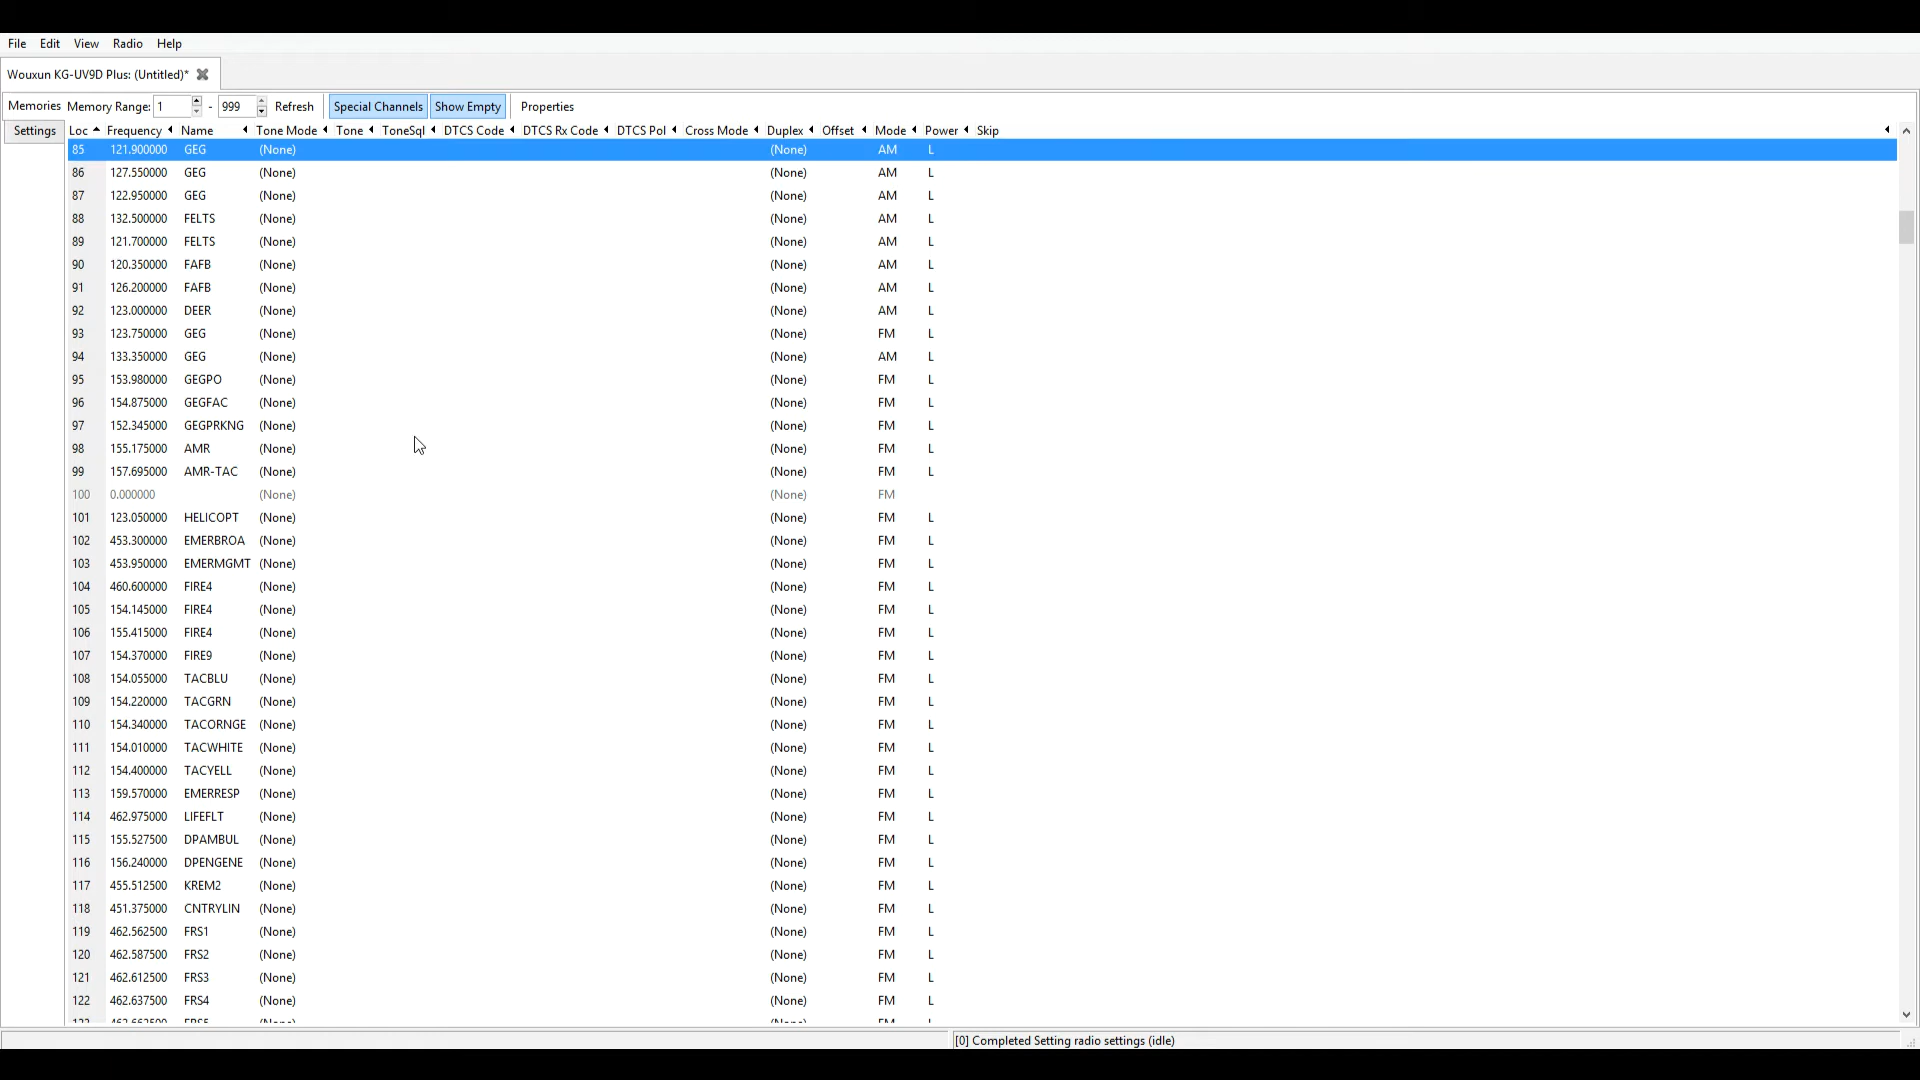 File Edit View Radio Help
Wouxun KG-UV9D Plus: (Untitled)*
Memories Memory Range: 1 - 999 Refresh Special Channels Show Empty Properties
Settings Loc Frequency Name Tone Mode Tone ToneSql DTCS Code DTCS Rx Code DTCS Pol Cross Mode Duplex Offset Mode Power Skip
85 121.900000 GEG (None) (None) AM L
86 127.550000 GEG (None) (None) AM L
87 122.950000 GEG (None) (None) AM L
88 132.500000 FELTS (None) (None) AM L
89 121.700000 FELTS (None) (None) AM L
90 120.350000 FAFB (None) (None) AM L
91 126.200000 FAFB (None) (None) AM L
92 123.000000 DEER (None) (None) AM L
93 123.750000 GEG (None) (None) FM L
94 133.350000 GEG (None) (None) AM L
95 153.980000 GEGPO (None) (None) FM L
96 154.875000 GEGFAC (None) (None) FM L
97 152.345000 GEGPRKNG (None) (None) FM L
98 155.175000 AMR (None) (None) FM L
99 157.695000 AMR-TAC (None) (None) FM L
100 0.000000 (None) (None) FM
101 123.050000 HELICOPT (None) (None) FM L
102 453.300000 EMERBROA (None) (None) FM L
103 453.950000 EMERMGMT (None) (None) FM L
104 460.600000 FIRE4 (None) (None) FM L
105 154.145000 FIRE4 (None) (None) FM L
106 155.415000 FIRE4 (None) (None) FM L
107 154.370000 FIRE9 (None) (None) FM L
108 154.055000 TACBLU (None) (None) FM L
109 154.220000 TACGRN (None) (None) FM L
110 154.340000 TACORNGE (None) (None) FM L
111 154.010000 TACWHITE (None) (None) FM L
112 154.400000 TACYELL (None) (None) FM L
113 159.570000 EMERRESP (None) (None) FM L
114 462.975000 LIFEFLT (None) (None) FM L
115 155.527500 DPAMBUL (None) (None) FM L
116 156.240000 DPENGENE (None) (None) FM L
117 455.512500 KREM2 (None) (None) FM L
118 451.375000 CNTRYLIN (None) (None) FM L
119 462.562500 FRS1 (None) (None) FM L
120 462.587500 FRS2 (None) (None) FM L
121 462.612500 FRS3 (None) (None) FM L
122 462.637500 FRS4 (None) (None) FM L
[0] Completed Setting radio settings (idle)